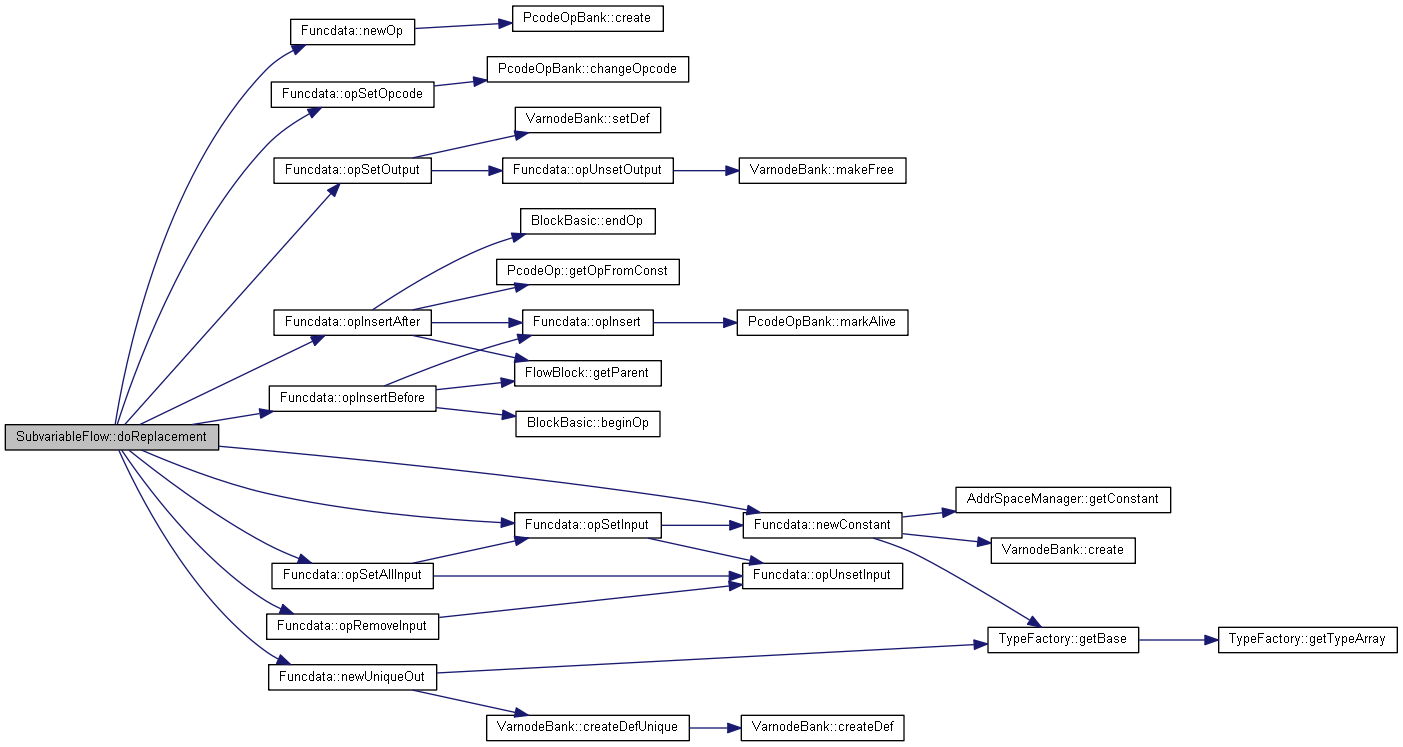 Funcdata::newOp
PcodeOpBank::create
Funcdata::opSetOpcode
PcodeOpBank::changeOpcode
VarnodeBank::setDef
Funcdata::opSetOutput
Funcdata::opUnsetOutput
VarnodeBank::makeFree
BlockBasic::endOp
PcodeOp::getOpFromConst
Funcdata::opInsertAfter
Funcdata::opInsert
PcodeOpBank::markAlive
FlowBlock::getParent
Funcdata::opInsertBefore
BlockBasic::beginOp
SubvariableFlow::doReplacement
AddrSpaceManager::getConstant
Funcdata::opSetInput
Funcdata::newConstant
VarnodeBank::create
Funcdata::opSetAllInput
Funcdata::opUnsetInput
Funcdata::opRemoveInput
TypeFactory::getBase
TypeFactory::getTypeArray
Funcdata::newUniqueOut
VarnodeBank::createDefUnique
VarnodeBank::createDef